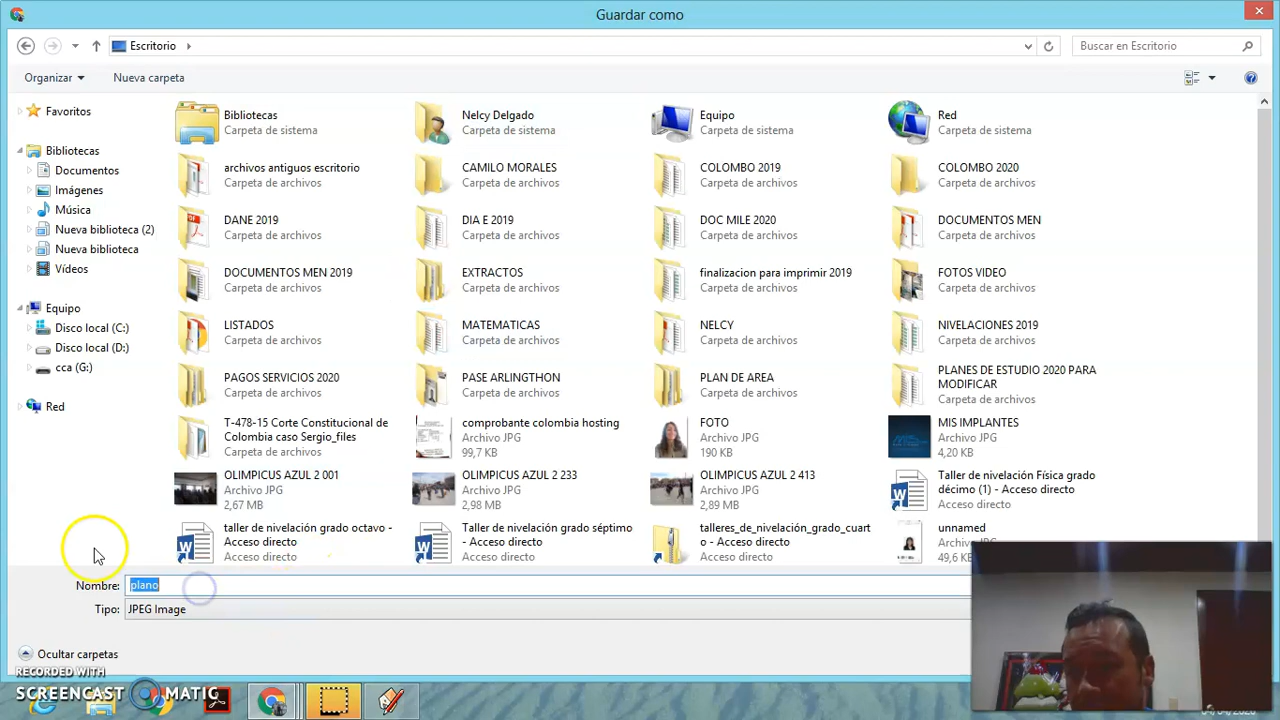 Guardar como
Escritorio
Buscar en Escritorio
Organizar
Nueva carpeta
Favoritos
Bibliotecas
Documentos
Imágenes
Música
Nueva biblioteca (2)
Nueva biblioteca
Vídeos
Equipo
Disco local (C:)
Disco local (D:)
cca (G:)
Red
Bibliotecas
Carpeta de sistema
Nelcy Delgado
Carpeta de sistema
Equipo
Carpeta de sistema
Red
Carpeta de sistema
archivos antiguos escritorio
Carpeta de archivos
CAMILO MORALES
Carpeta de archivos
COLOMBO 2019
Carpeta de archivos
COLOMBO 2020
Carpeta de archivos
DANE 2019
Carpeta de archivos
DIA E 2019
Carpeta de archivos
DOC MILE 2020
Carpeta de archivos
DOCUMENTOS MEN
Carpeta de archivos
DOCUMENTOS MEN 2019
Carpeta de archivos
EXTRACTOS
Carpeta de archivos
finalizacion para imprimir 2019
Carpeta de archivos
FOTOS VIDEO
Carpeta de archivos
LISTADOS
Carpeta de archivos
MATEMATICAS
Carpeta de archivos
NELCY
Carpeta de archivos
NIVELACIONES 2019
Carpeta de archivos
PAGOS SERVICIOS 2020
Carpeta de archivos
PASE ARLINGTHON
Carpeta de archivos
PLAN DE AREA
Carpeta de archivos
PLANES DE ESTUDIO 2020 PARA
MODIFICAR
Carpeta de archivos
T-478-15 Corte Constitucional de
Colombia caso Sergio_files
Carpeta de archivos
comprobante colombia hosting
Archivo JPG
99,7 KB
FOTO
Archivo JPG
190 KB
MIS IMPLANTES
Archivo JPG
4,20 KB
OLIMPICUS AZUL 2 001
Archivo JPG
2,67 MB
OLIMPICUS AZUL 2 233
Archivo JPG
2,98 MB
OLIMPICUS AZUL 2 413
Archivo JPG
2,89 MB
Taller de nivelación Física grado
décimo (1) - Acceso directo
Acceso directo
taller de nivelación grado octavo -
Acceso directo
Acceso directo
Taller de nivelación grado séptimo
- Acceso directo
Acceso directo
talleres_de_nivelación_grado_cuart
o - Acceso directo
Acceso directo
unnamed
Archivo JPG
49,6 KB
Nombre:
plano
Tipo:
JPEG Image
Ocultar carpetas
RECORDED WITH
SCREENCAST MATIC